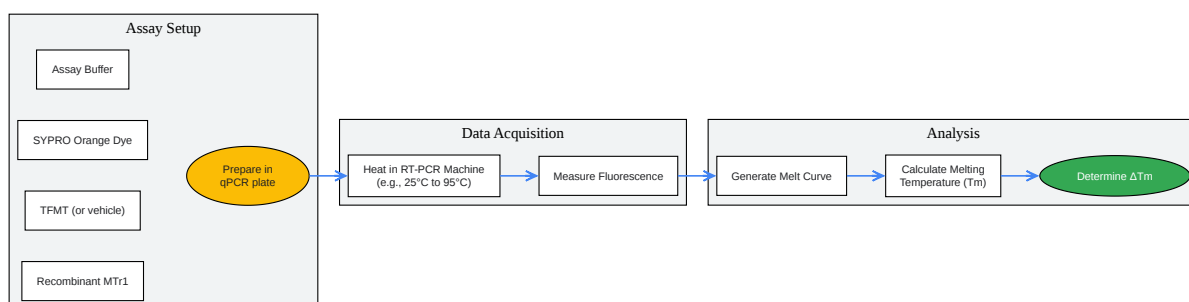 Assay Setup
Assay Buffer
SYPRO Orange Dye
TFMT (or vehicle)
Recombinant MTr1
Prepare in
qPCR plate
Data Acquisition
Heat in RT-PCR Machine
(e.g., 25°C to 95°C)
Measure Fluorescence
Analysis
Generate Melt Curve
Calculate Melting
Temperature (Tm)
Determine ΔTm